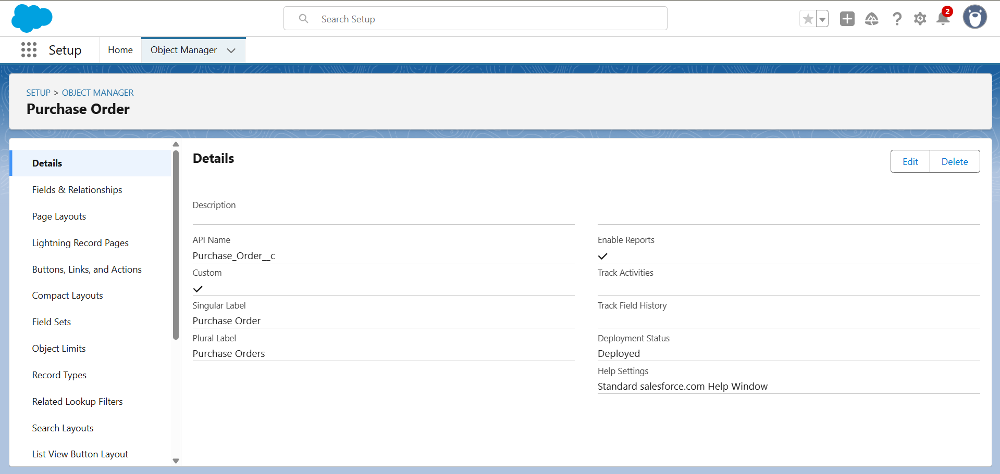 Search Setup
2
Setup
Home
Object Manager
SETUP > OBJECT MANAGER
Purchase Order
Details
Fields & Relationships
Page Layouts
Lightning Record Pages
Buttons, Links, and Actions
Compact Layouts
Field Sets
Object Limits
Record Types
Related Lookup Filters
Search Layouts
List View Button Layout
Details
Edit
Delete
Description
API Name
Purchase_Order__c
Custom
Singular Label
Purchase Order
Plural Label
Purchase Orders
Enable Reports
Track Activities
Track Field History
Deployment Status
Deployed
Help Settings
Standard salesforce.com Help Window